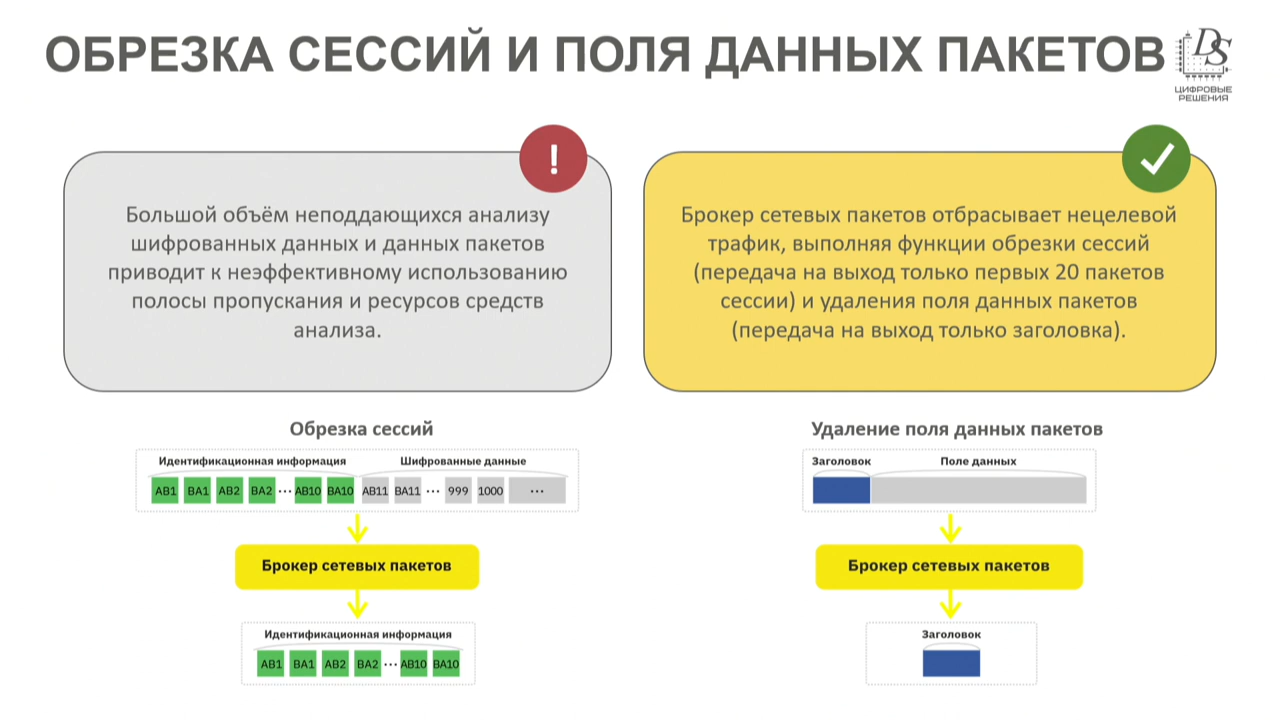 ОБРЕЗКА СЕССИЙ И ПОЛЯ ДАННЫХ ПАКЕТОВ
DS
ЦИФРОВЫЕ
РЕШЕНИЯ
!
Большой объём неподдающихся анализу
шифрованных данных и данных пакетов
приводит к неэффективному использованию
полосы пропускания и ресурсов средств
анализа.
Брокер сетевых пакетов отбрасывает нецелевой
трафик, выполняя функции обрезки сессий
(передача на выход только первых 20 пакетов
сессии) и удаления поля данных пакетов
(передача на выход только заголовка).
Обрезка сессий
Идентификационная информация Шифрованные данные
AB1 BA1 AB2 BA2 ... AB10 BA10 AB11 BA11 ... 999 1000 ...
Брокер сетевых пакетов
Идентификационная информация
AB1 BA1 AB2 BA2 ... AB10 BA10
Удаление поля данных пакетов
Заголовок Поле данных
Брокер сетевых пакетов
Заголовок